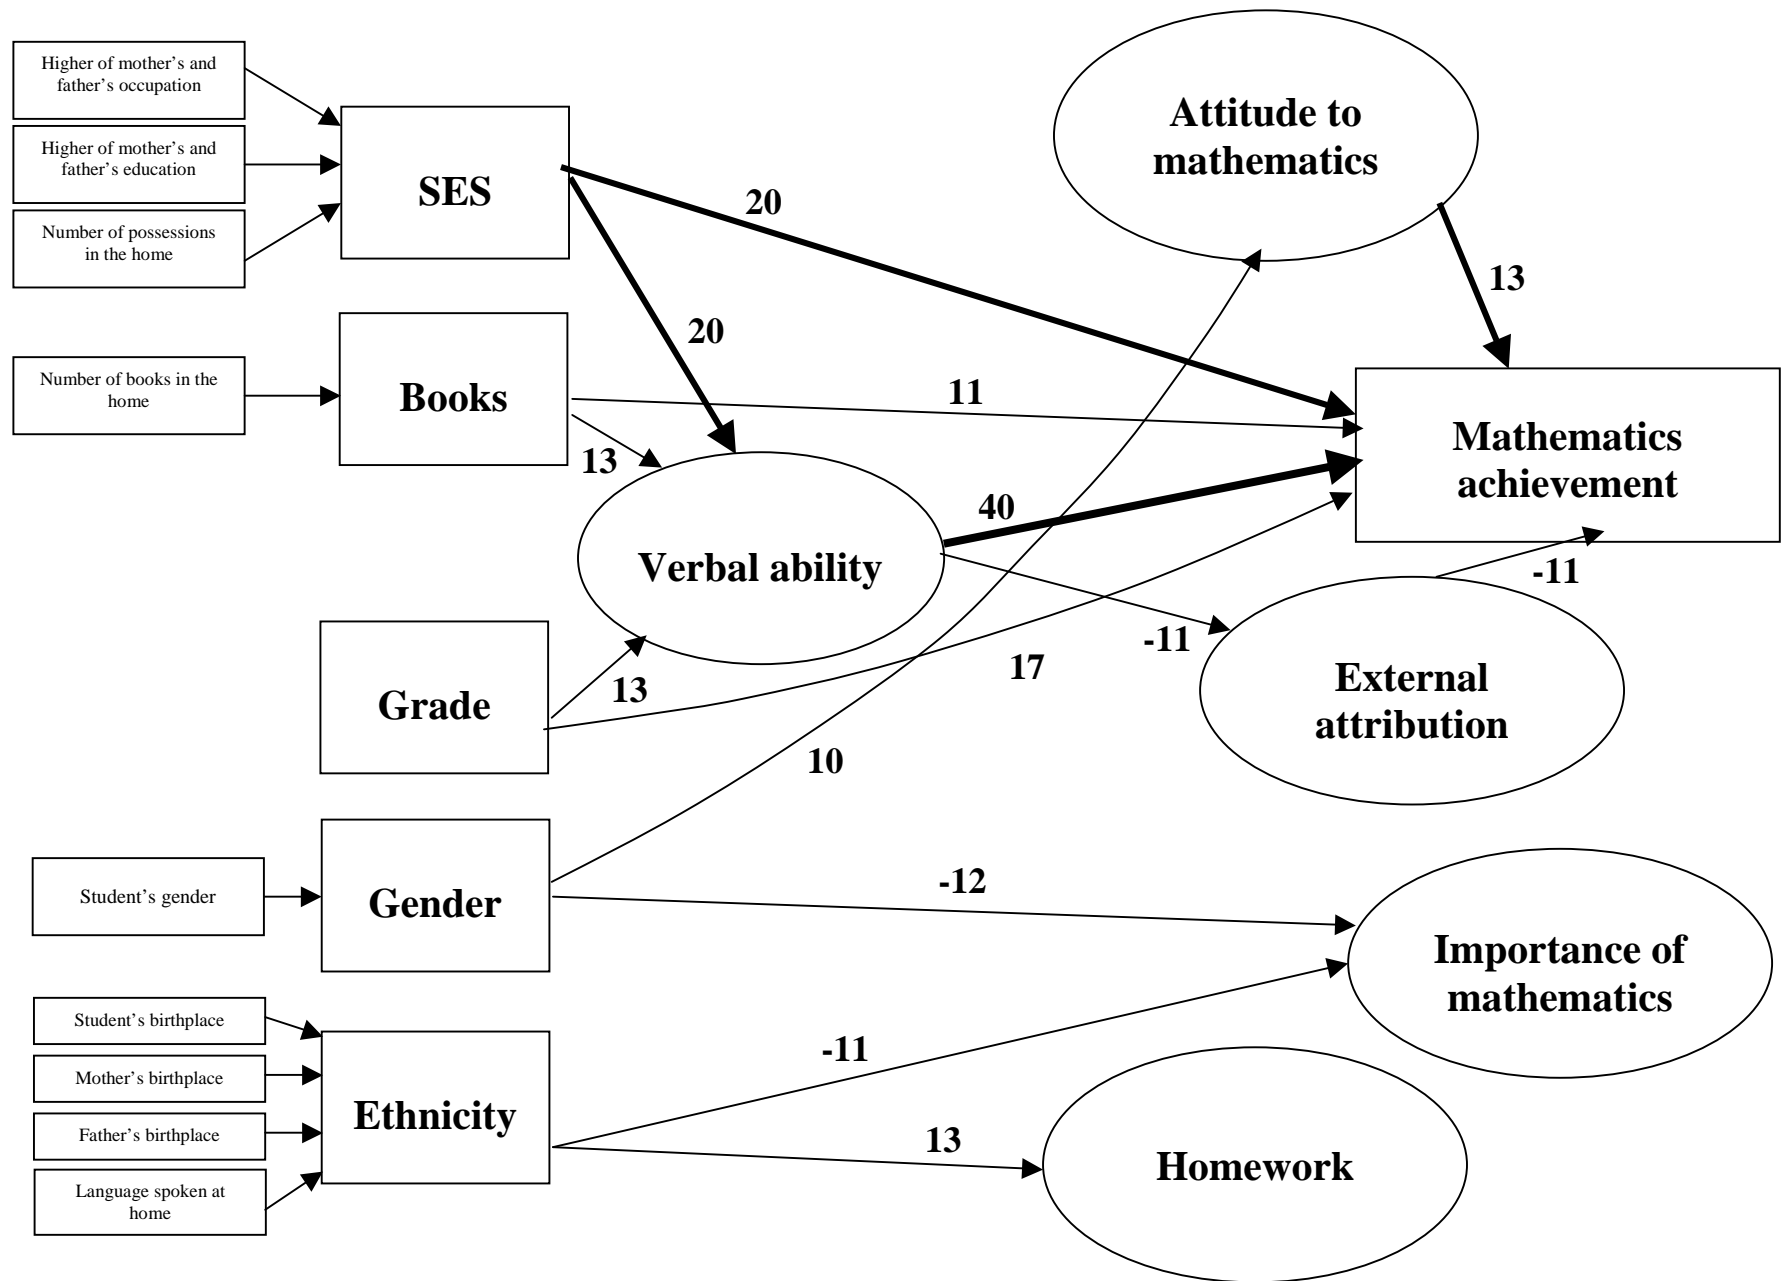 Higher of mother's and
father's occupation
Higher of mother's and
father's education
Number of possessions
in the home
SES
20
20
Attitude to
mathematics
13
Number of books in the
home
Books
11
13
Mathematics
achievement
40
Verbal ability
-11
-11
Grade
13
17
External
attribution
10
Student's gender
Gender
-12
Importance of
mathematics
Student's birthplace
Mother's birthplace
Father's birthplace
Language spoken at
home
Ethnicity
-11
13
Homework